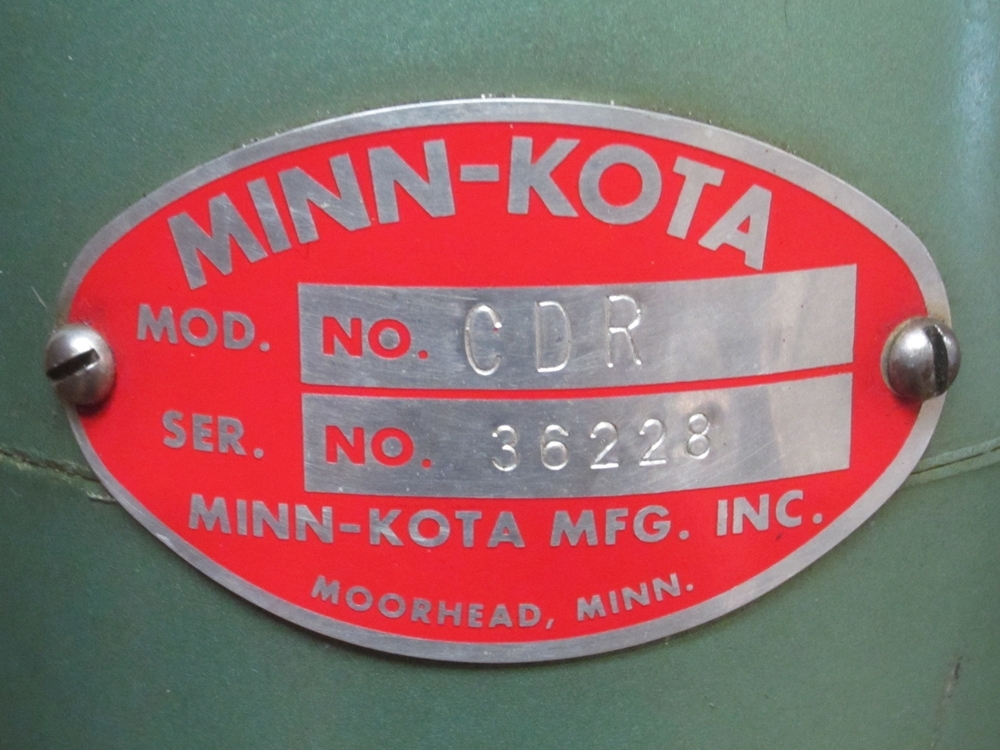 MINN-KOTA
MOD. NO. CDR
SER. NO. 36228
MINN-KOTA MFG. INC.
MOORHEAD, MINN.